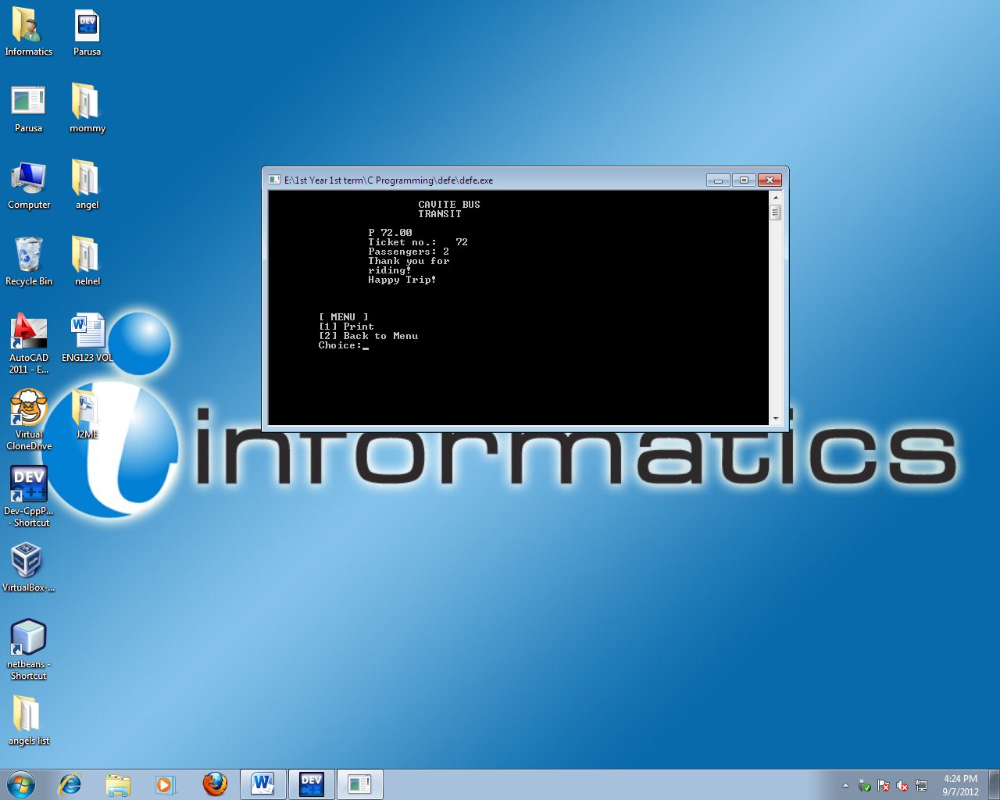 Informatics
Parusa
Parusa
mommy
Computer
angel
Recycle Bin
nelnel
AutoCAD
2011 - E...
ENG123 VOL
Virtual
CloneDrive
J2ME
DEV
C++
Dev-CppP...
- Shortcut
VirtualBox-...
netbeans -
Shortcut
angels list
E:\1st Year 1st term\C Programming\defe\defe.exe
CAVITE BUS
TRANSIT
P 72.00
Ticket no.:   72
Passengers: 2
Thank you for
riding!
Happy Trip!
[ MENU ]
[1] Print
[2] Back to Menu
Choice:_
informatics
DEV
4:24 PM
9/7/2012